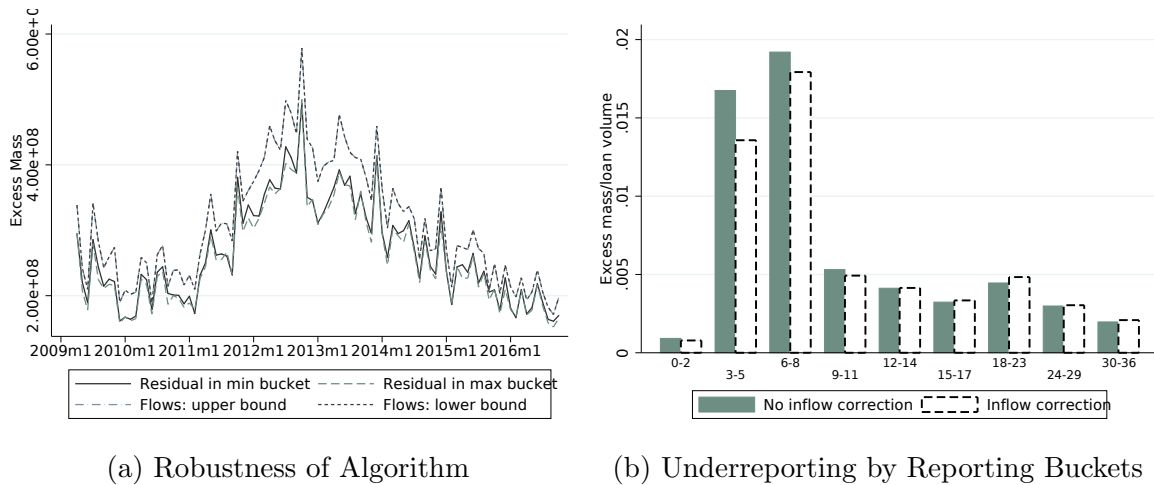 Excess Mass
6.00e+0
4.00e+08
2.00e+08
2009m1 2010m1 2011m1 2012m1 2013m1 2014m1 2015m1 2016m1
Residual in min bucket Residual in max bucket
Flows: upper bound Flows: lower bound
(a) Robustness of Algorithm
Excess mass/loan volume
.02
.015
.01
.005
0
0-2 6-8 12-14 18-23 30-36
3-5 9-11 15-17 24-29
No inflow correction Inflow correction
(b) Underreporting by Reporting Buckets